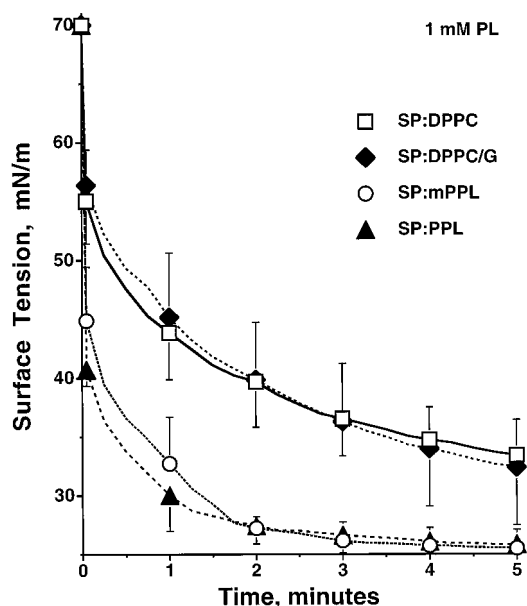 70
1 mM PL
SP:DPPC
60
SP:DPPC/G
SP:mPPL
SP:PPL
50
40
30
Surface Tension, mN/m
0 1 2 3 4 5
Time, minutes